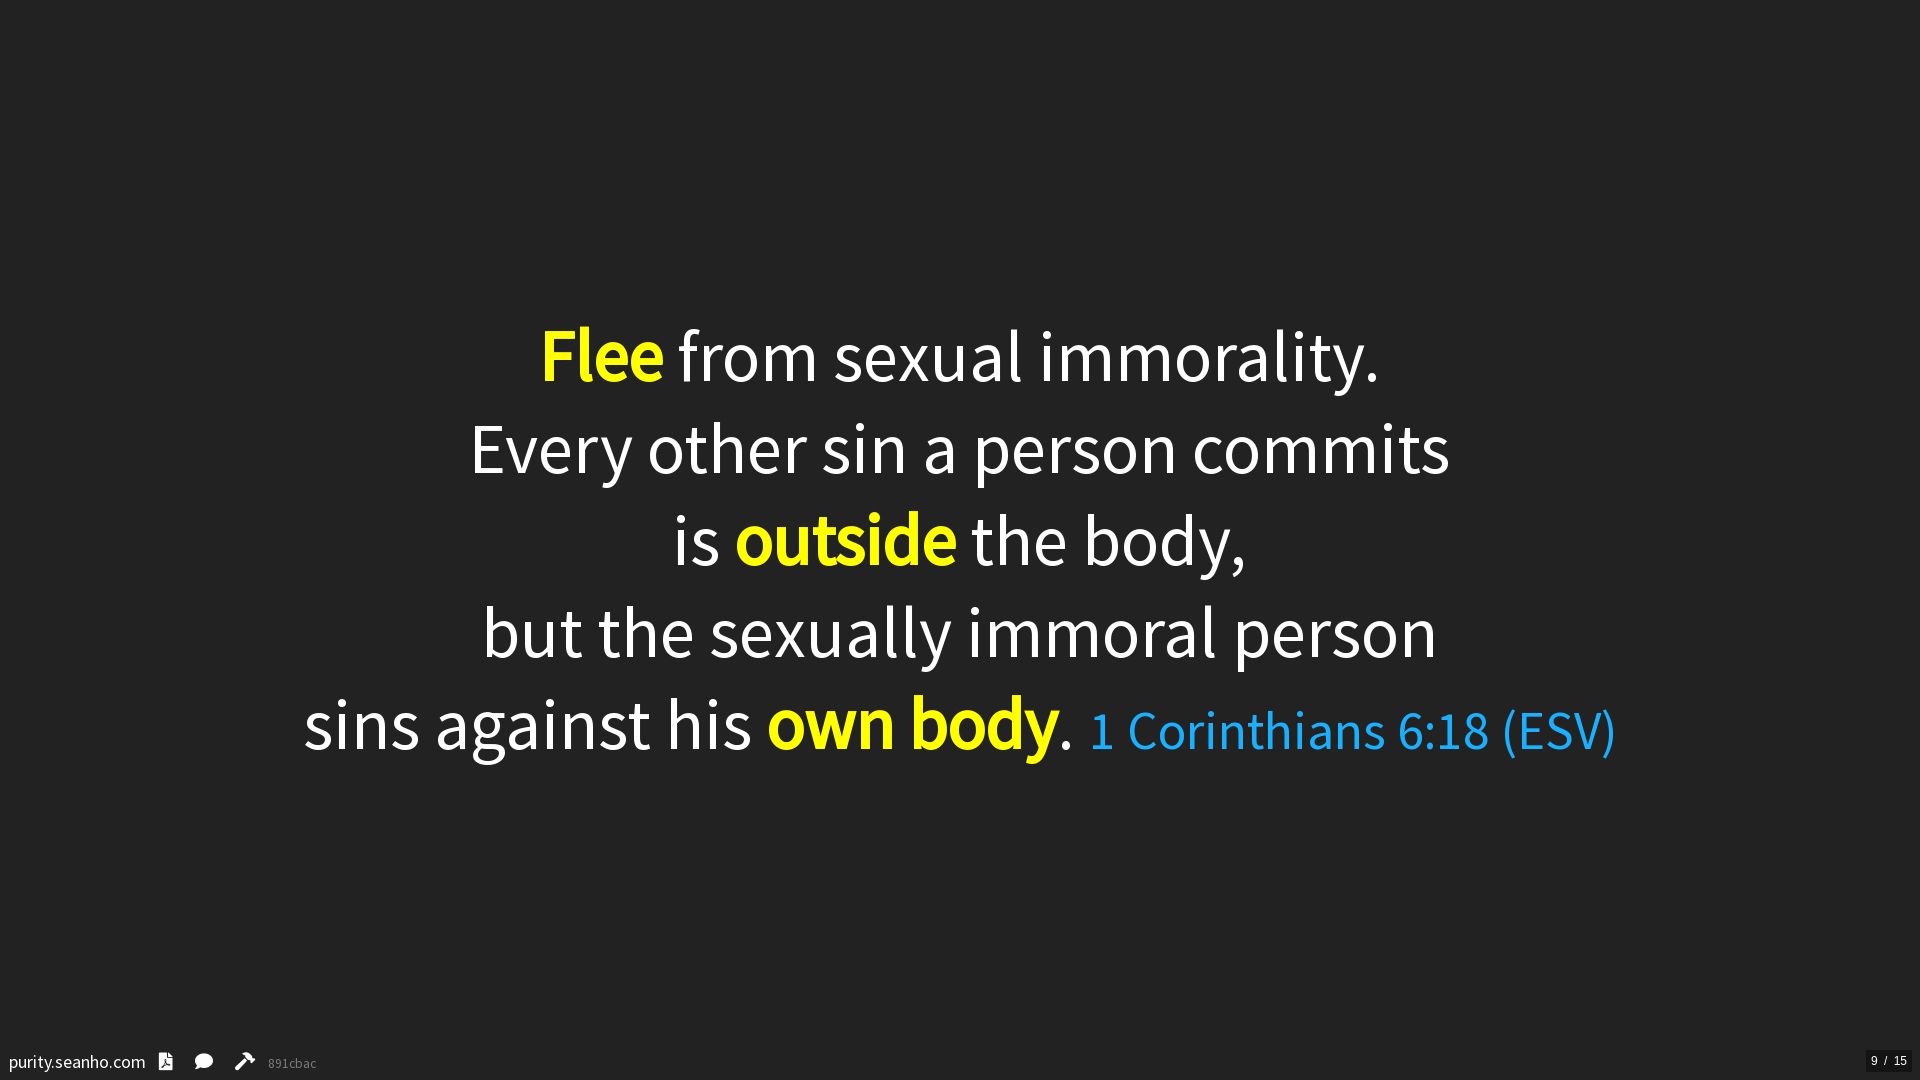 Flee from sexual immorality.
Every other sin a person commits
is outside the body,
but the sexually immoral person
sins against his own body. 1 Corinthians 6:18 (ESV)
purity.seanho.com 891cbac
9 / 15